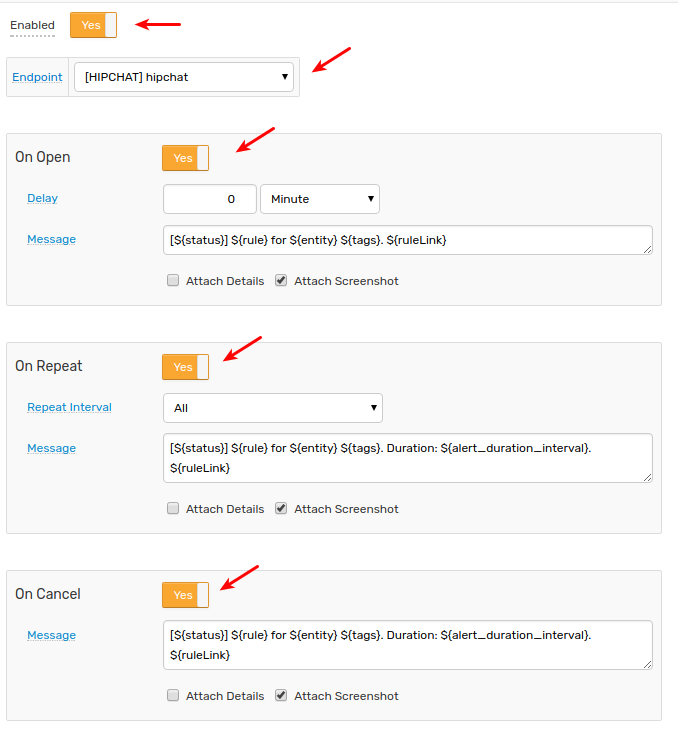 Enabled Yes
Endpoint [HIPCHAT] hipchat
On Open Yes
Delay 0 Minute
Message [${status}] ${rule} for ${entity} ${tags}. ${ruleLink}
Attach Details Attach Screenshot
On Repeat Yes
Repeat Interval All
Message [${status}] ${rule} for ${entity} ${tags}. Duration: ${alert_duration_interval}.
${ruleLink}
Attach Details Attach Screenshot
On Cancel Yes
Message [${status}] ${rule} for ${entity} ${tags}. Duration: ${alert_duration_interval}.
${ruleLink}
Attach Details Attach Screenshot